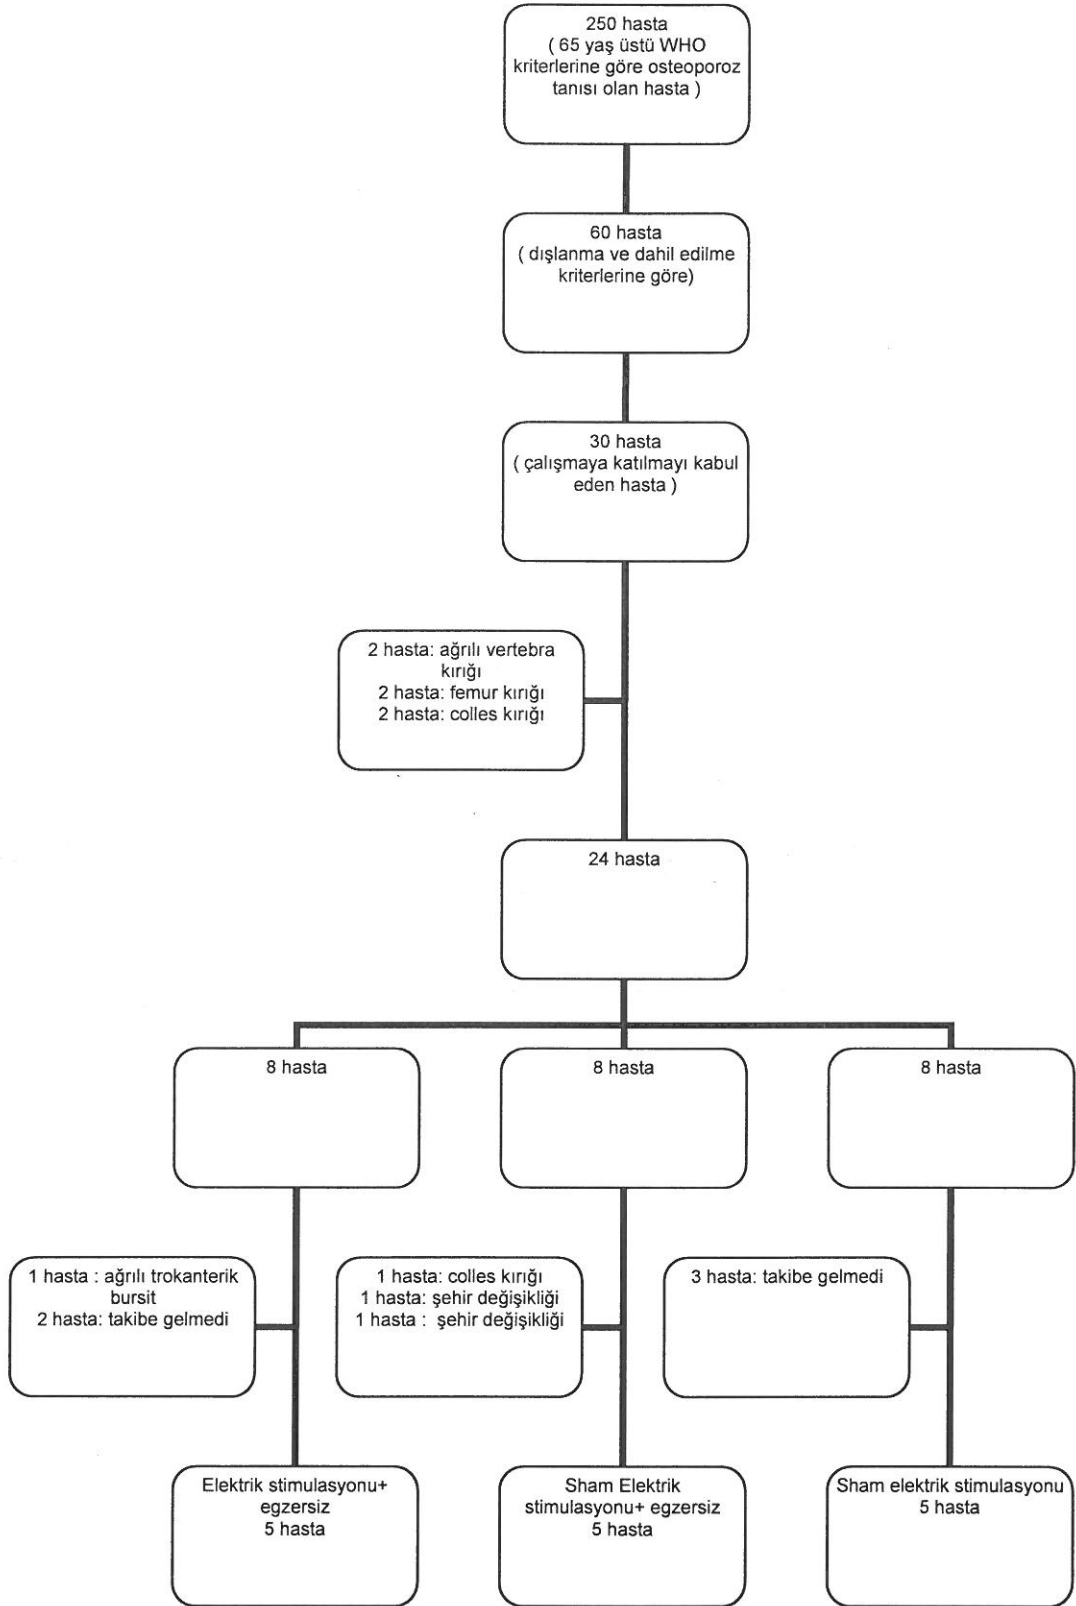 250 hasta
( 65 yaş üstü WHO
kriterlerine göre osteoporoz
tanısı olan hasta )
60 hasta
( dışlanma ve dahil edilme
kriterlerine göre)
30 hasta
( çalışmaya katılmayı kabul
eden hasta )
2 hasta: ağrılı vertebra
kırığı
2 hasta: femur kırığı
2 hasta: colles kırığı
24 hasta
8 hasta
8 hasta
8 hasta
1 hasta : ağrılı trokanterik
bursit
2 hasta: takibe gelmedi
1 hasta: colles kırığı
1 hasta: şehir değişikliği
1 hasta : şehir değişikliği
3 hasta: takibe gelmedi
Elektrik stimulasyonu+
egzersiz
5 hasta
Sham Elektrik
stimulasyonu+ egzersiz
5 hasta
Sham elektrik stimulasyonu
5 hasta